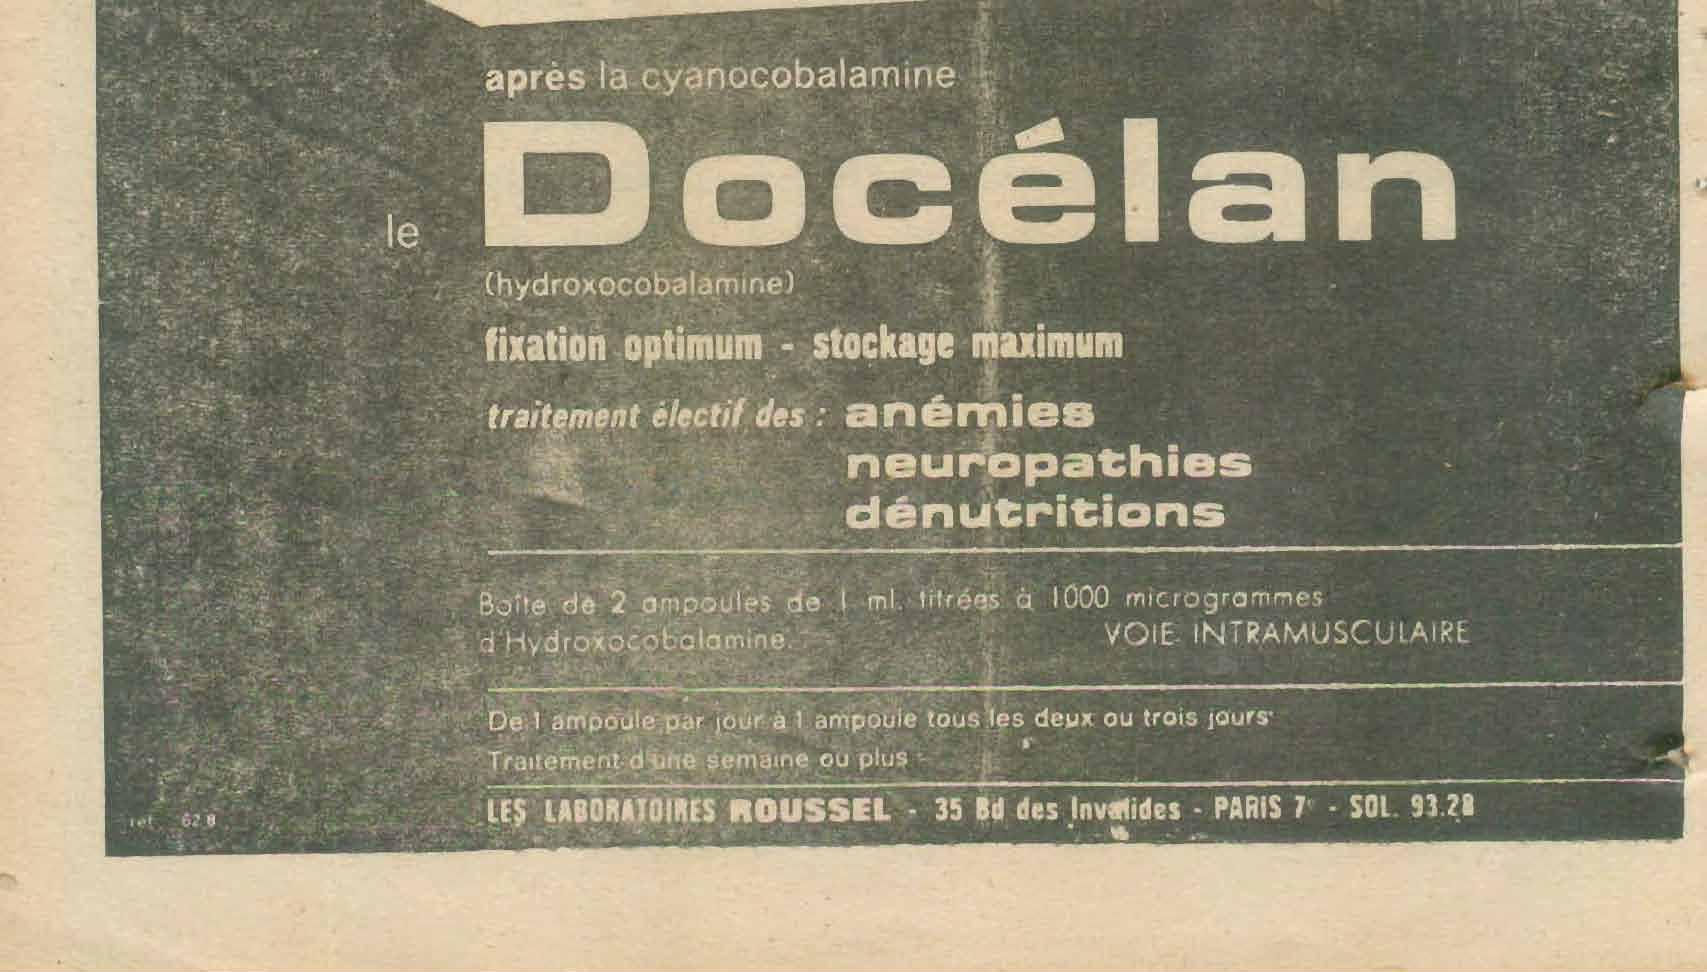 après la cyanocobalamine
le Docélan
(hydroxocobalamine)
fixation optimum - stockage maximum
traitement électif des : anémies
neuropathies
dénutritions
Boîte de 2 ampoules de 1 ml. titrées à 1000 microgrammes
d'Hydroxocobalamine. VOIE INTRAMUSCULAIRE
De 1 ampoule par jour à 1 ampoule tous les deux ou trois jours
Traitement d'une semaine ou plus
LES LABORATOIRES ROUSSEL - 35 Bd des Invalides - PARIS 7e - SOL. 93.28
62 8